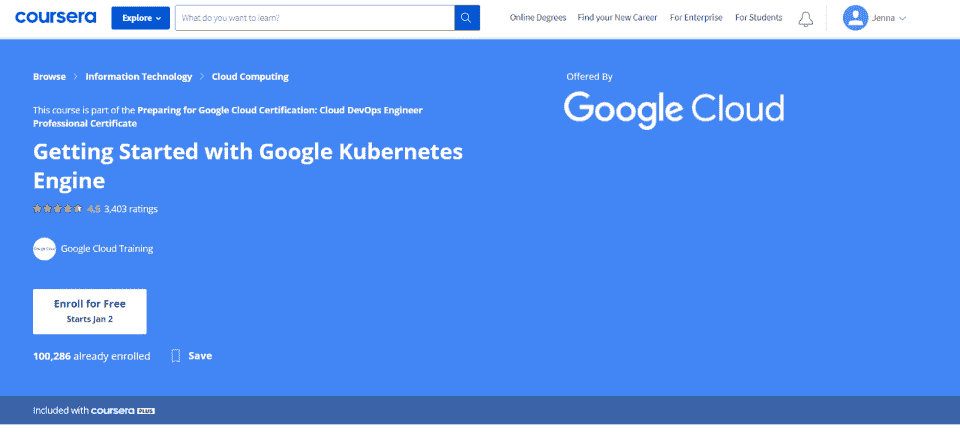 coursera
Explore
What do you want to learn?
Online Degrees
Find your New Career
For Enterprise
For Students
Jenna
Browse
Information Technology
Cloud Computing
This course is part of the Preparing for Google Cloud Certification: Cloud DevOps Engineer
Professional Certificate
Getting Started with Google Kubernetes
Engine
4.5 3,403 ratings
Google Cloud Training
Enroll for Free
Starts Jan 2
100,286 already enrolled
Save
Offered By
Google Cloud
Included with coursera PLUS